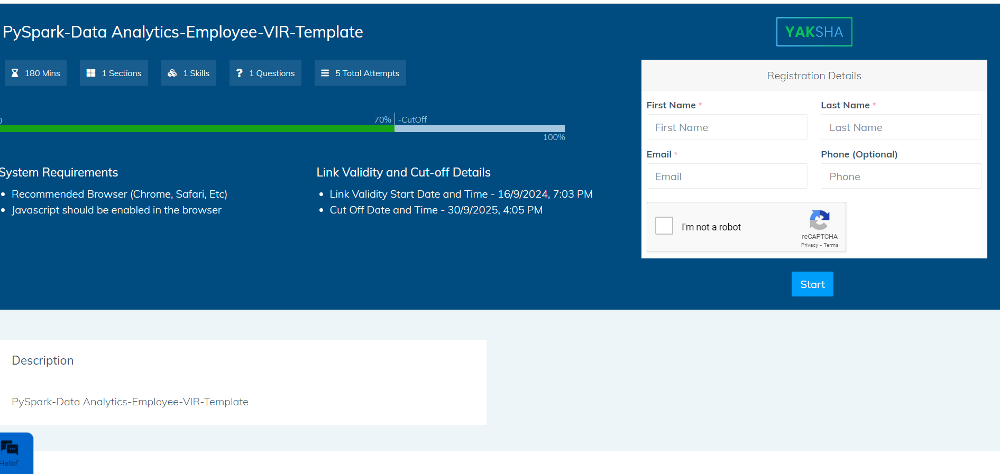 PySpark-Data Analytics-Employee-VIR-Template
YAKSHA
180 Mins
1 Sections
1 Skills
1 Questions
5 Total Attempts
70%
-CutOff
100%
System Requirements
Recommended Browser (Chrome, Safari, Etc)
Javascript should be enabled in the browser
Link Validity and Cut-off Details
Link Validity Start Date and Time - 16/9/2024, 7:03 PM
Cut Off Date and Time - 30/9/2025, 4:05 PM
Registration Details
First Name *
Last Name *
First Name
Last Name
Email *
Phone (Optional)
Email
Phone
I'm not a robot
reCAPTCHA
Privacy - Terms
Start
Description
PySpark-Data Analytics-Employee-VIR-Template
Hello!